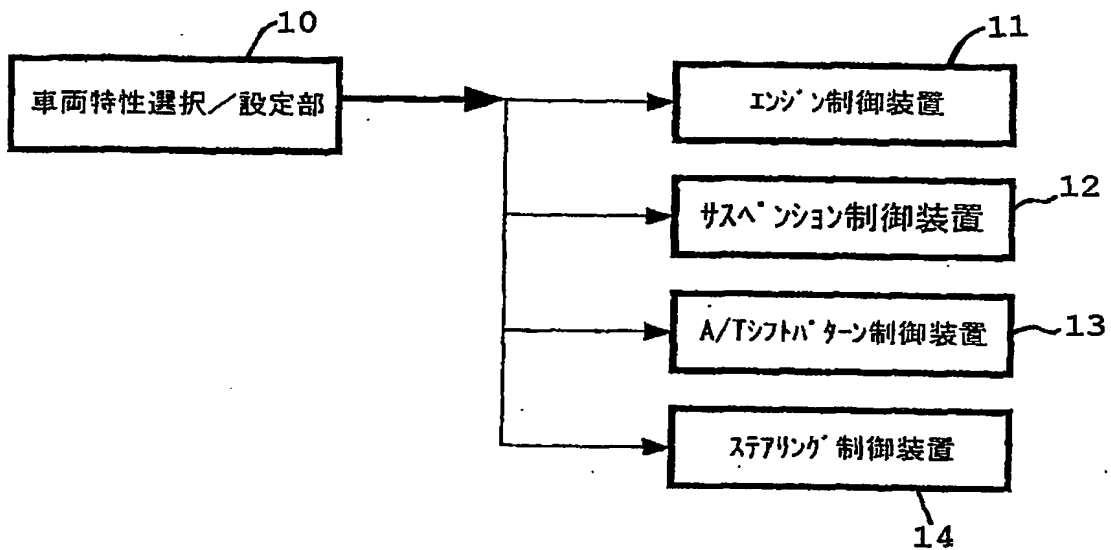 10
車両特性選択／設定部
11
ｴﾝｼﾞﾝ制御装置
12
ｻｽﾍﾟﾝｼｮﾝ制御装置
13
A/Tｼﾌﾄﾊﾟﾀｰﾝ制御装置
ｽﾃｱﾘﾝｸﾞ制御装置
14